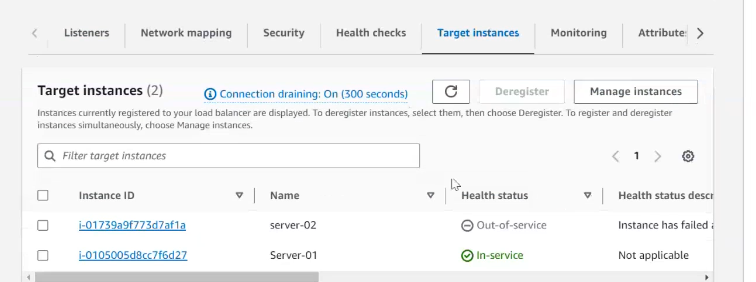 Listeners Network mapping Security Health checks Target instances Monitoring Attribute
Target instances (2) Connection draining: On (300 seconds) Deregister Manage instances
Instances currently registered to your load balancer are displayed. To deregister instances, select them, then choose Deregister. To register and deregister
instances simultaneously, choose Manage instances.
Filter target instances 1
Instance ID Name Health status Health status descr
i-01739a9f773d7af1a server-02 Out-of-service Instance has failed a
i-0105005d8cc7f6d27 Server-01 In-service Not applicable